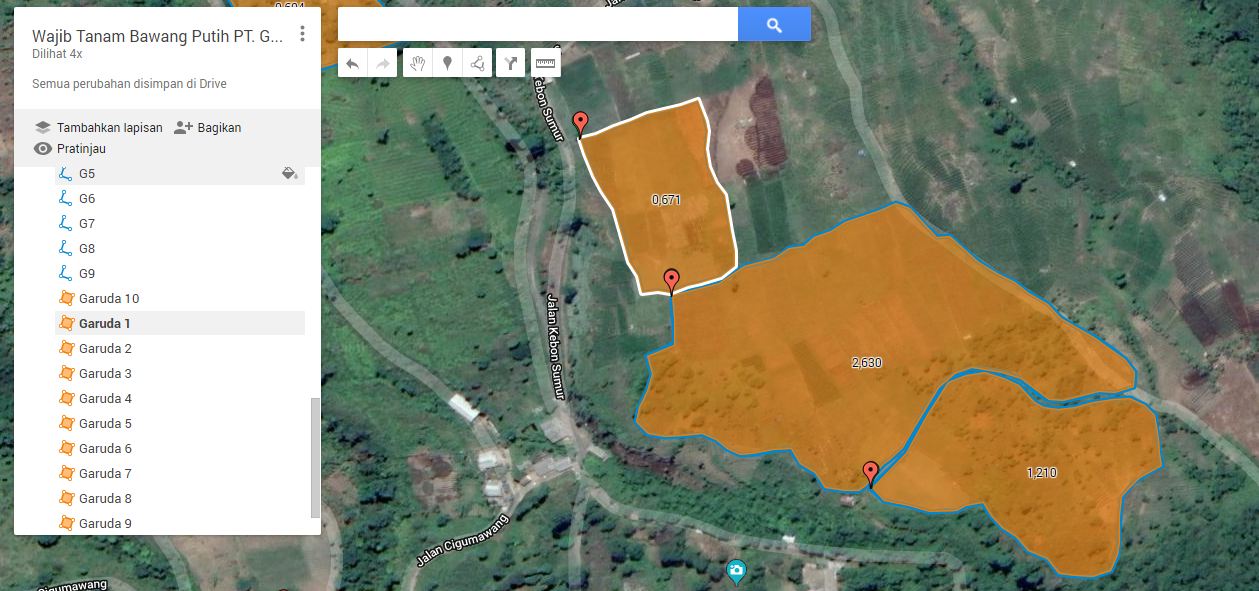 0,694
Wajib Tanam Bawang Putih PT. G...
Dilihat 4x
Semua perubahan disimpan di Drive
Tambahkan lapisan
Bagikan
Pratinjau
G5
G6
G7
G8
G9
Garuda 10
Garuda 1
Garuda 2
Garuda 3
Garuda 4
Garuda 5
Garuda 6
Garuda 7
Garuda 8
Garuda 9
Kebon Sumur
0,671
Jalan Kebon Sumur
2,630
1,210
Jalan Cigumawang
Cigumawang